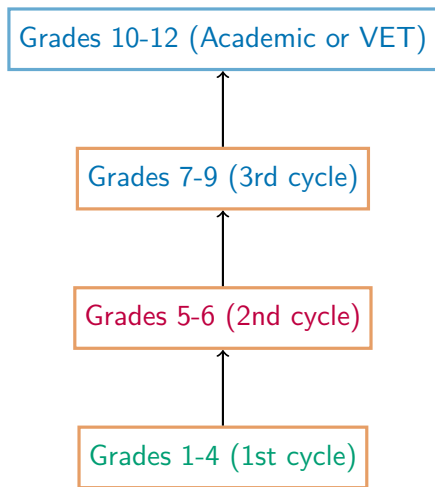 Grades 10-12 (Academic or VET)
Grades 7-9 (3rd cycle)
Grades 5-6 (2nd cycle)
Grades 1-4 (1st cycle)